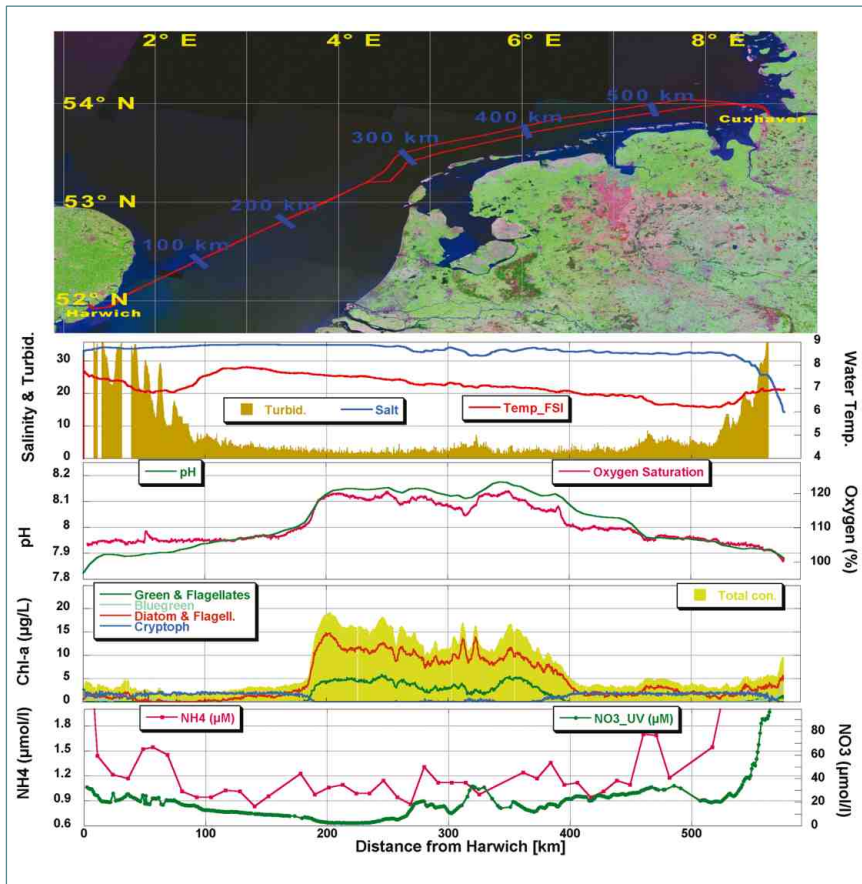 2° E 4° E 6° E 8° E
54° N
500 km
Cuxhaven
400 km
300 km
53° N
200 km
100 km
52° N
Harwich
Salinity & Turbid.
30
20
10
0
Turbid.
Salt
Temp_FSI
9
8
7
6
5
4
Water Temp.
pH
8.2
8.1
8
7.9
7.8
pH
Oxygen Saturation
120
110
100
Oxygen (%)
Chl-a (µg/L)
25
20
15
10
5
0
Green & Flagellates
Bluegreen
Diatom & Flagell.
Cryptoph
Total con.
NH4 (µmol/l)
1.8
1.5
1.2
0.9
0.6
NH4 (µM)
NO3_UV (µM)
80
60
40
20
0
NO3 (µmol/l)
0 100 200 300 400 500
Distance from Harwich [km]